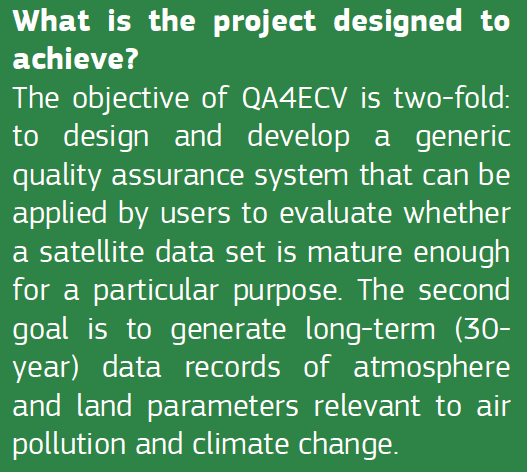 What is the project designed to
achieve?
The objective of QA4ECV is two-fold:
to design and develop a generic
quality assurance system that can be
applied by users to evaluate whether
a satellite data set is mature enough
for a particular purpose. The second
goal is to generate long-term (30-
year) data records of atmosphere
and land parameters relevant to air
pollution and climate change.